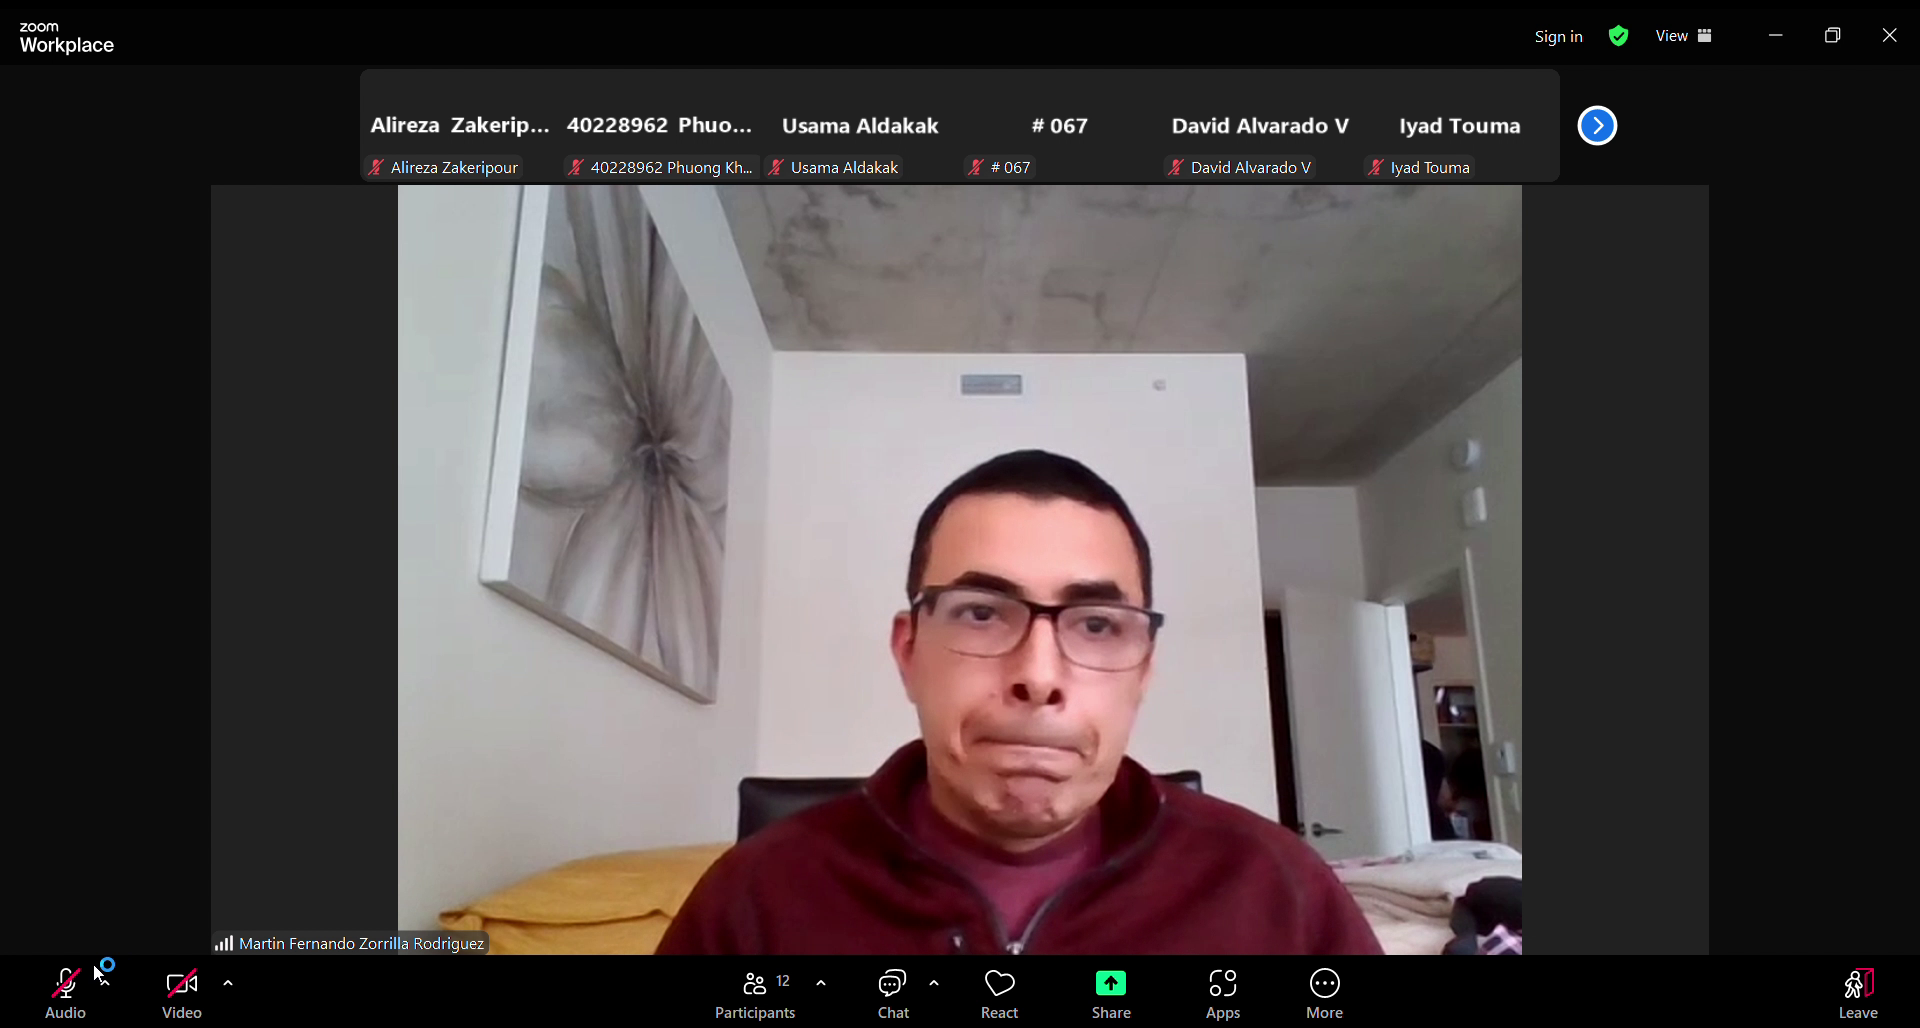 zoom
Workplace
Sign in
View
Alireza Zakerip...
40228962 Phuo...
Usama Aldakak
# 067
David Alvarado V
Iyad Touma
Alireza Zakeripour
40228962 Phuong Kh...
Usama Aldakak
# 067
David Alvarado V
Iyad Touma
Martin Fernando Zorrilla Rodriguez
Audio
Video
12
Participants
Chat
React
Share
Apps
More
Leave